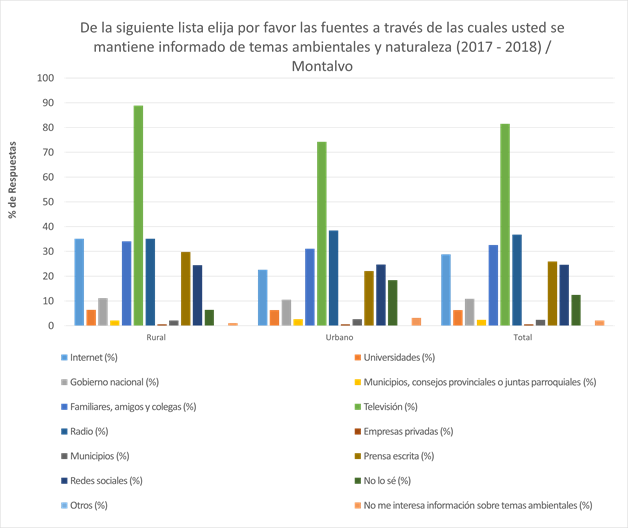 De la siguiente lista elija por favor las fuentes a través de las cuales usted se
mantiene informado de temas ambientales y naturaleza (2017 - 2018) /
Montalvo
% de Respuestas
100
90
80
70
60
50
40
30
20
10
0
Rural
Urbano
Total
Internet (%)
Universidades (%)
Gobierno nacional (%)
Municipios, consejos provinciales o juntas parroquiales (%)
Familiares, amigos y colegas (%)
Televisión (%)
Radio (%)
Empresas privadas (%)
Municipios (%)
Prensa escrita (%)
Redes sociales (%)
No lo sé (%)
Otros (%)
No me interesa información sobre temas ambientales (%)